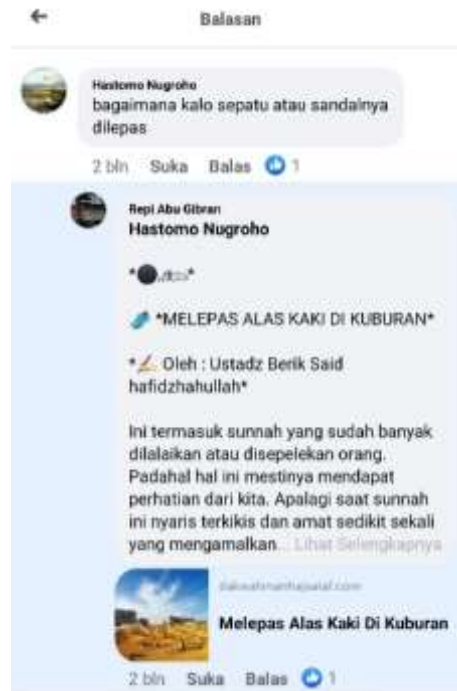 Balasan
Hastomo Nugroho
bagaimana kalo sepatu atau sandalnya
dilepas
2 bln Suka Balas 1
Repi Abu Gibran
Hastomo Nugroho
*MELEPAS ALAS KAKI DI KUBURAN*
* Oleh : Ustadz Berik Said
hafidzhahullah*
Ini termasuk sunnah yang sudah banyak
dilalaikan atau disepelekan orang.
Padahal hal ini mestinya mendapat
perhatian dari kita. Apalagi saat sunnah
ini nyaris terkikis dan amat sedikit sekali
yang mengamalkan... Lihat Selengkapnya
Melepas Alas Kaki Di Kuburan
2 bln Suka Balas 1